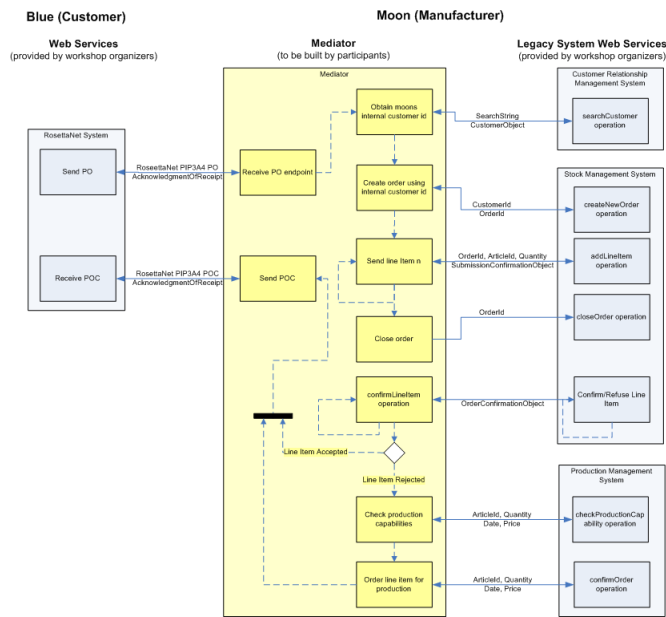 Blue (Customer)
Moon (Manufacturer)
Web Services
(provided by workshop organizers)
Mediator
(to be built by participants)
Legacy System Web Services
(provided by workshop organizers)
Mediator
Customer Relationship
Management System
Obtain moons
internal customer id
SearchString
CustomerObject
searchCustomer
operation
RosettaNet System
Send PO
RoseettaNet PIP3A4 PO
AcknowledgmentOfReceipt
Receive PO endpoint
Stock Management System
Create order using
internal customer id
CustomerId
OrderId
createNewOrder
operation
Receive POC
RosettaNet PIP3A4 POC
AcknowledgmentOfReceipt
Send POC
Send line Item n
OrderId, ArticleId, Quantity
SubmissionConfirmationObject
addLineItem
operation
Close order
OrderId
closeOrder operation
confirmLineItem
operation
OrderConfirmationObject
Confirm/Refuse Line
Item
Line Item Accepted
Line Item Rejected
Production Management
System
Check production
capabilities
ArticleId, Quantity
Date, Price
checkProductionCap
ability operation
Order line item for
production
ArticleId, Quantity
Date, Price
confirmOrder
operation